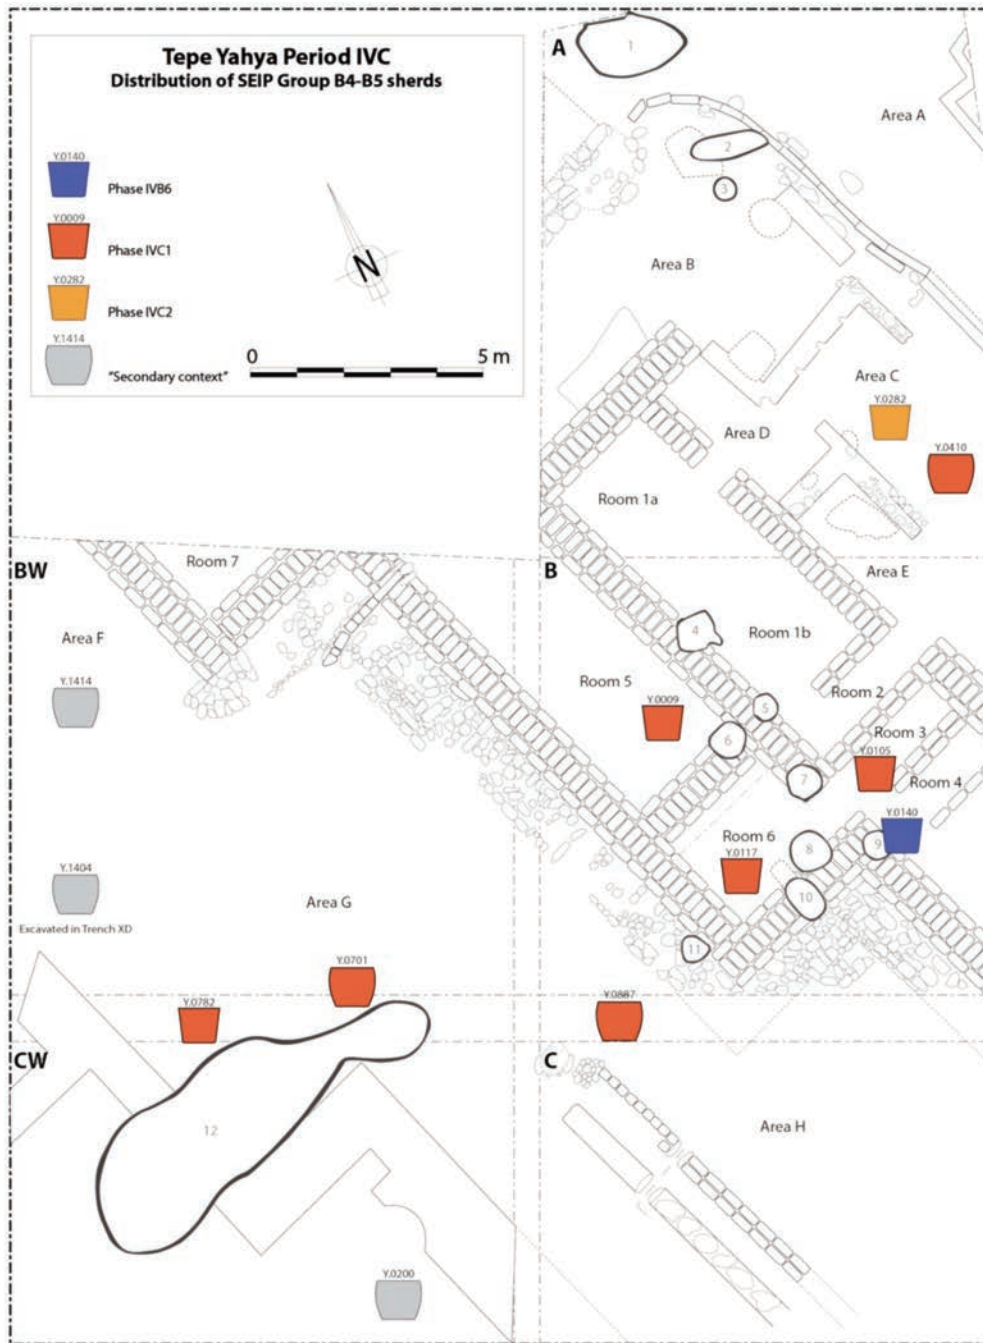 Tepe Yahya Period IVC
Distribution of SEIP Group B4-B5 sherds
Y.0140
Phase IVB6
Y.0009
Phase IVC1
Y.0282
Phase IVC2
Y.1414
"Secondary context"
N
0 5 m
A
1
Area A
2
3
Area B
Area C
Y.0282
Area D
Y.0410
Room 1a
BW
Room 7
B
Area E
Area F
4
Room 1b
Y.1414
Room 5
Room 2
Y.0009
5
6
Room 3
Y.0105
7
Room 4
Y.0140
Room 6
8
9
Y.0117
Y.1404
10
Excavated in Trench XD
Area G
11
Y.0701
Y.0782
Y.0887
CW
C
12
Area H
Y.0200